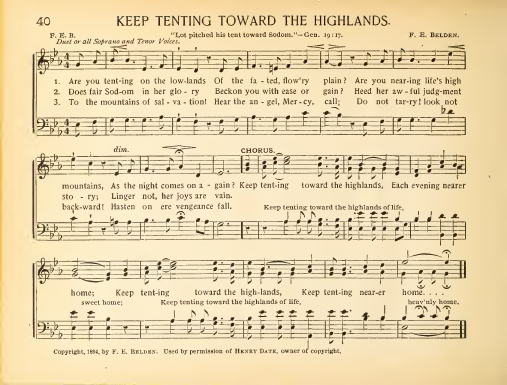 40
KEEP TENTING TOWARD THE HIGHLANDS.
F. E. B. "Lot pitched his tent toward Sodom."—Gen. 19:17. F. E. BELDEN.
Duet or all Soprano and Tenor Voices.
1. Are you tent-ing on the low-lands Of the fa - ted, flow'ry plain? Are you near-ing life's high
2. Does fair Sod-om in her glo - ry Beckon you with ease or gain? Heed her aw - ful judg-ment
3. To the mountains of sal - va - tion! Hear the an - gel, Mer - cy, call; Do not tar-ry! look not
dim. CHORUS.
mountains, As the night comes on a - gain? Keep tent-ing toward the highlands, Each evening nearer
sto - ry; Linger not, her joys are vain.
backward! Hasten on ere vengeance fall. Keep tenting toward the highlands of life,
home; Keep tent-ing toward the high-lands, Keep tent-ing near-er home. . . .
sweet home; Keep tenting toward the highlands of life, heav'nly home.
Copyright, 1894, by F. E. BELDEN. Used by permission of HENRY DATE, owner of copyright,